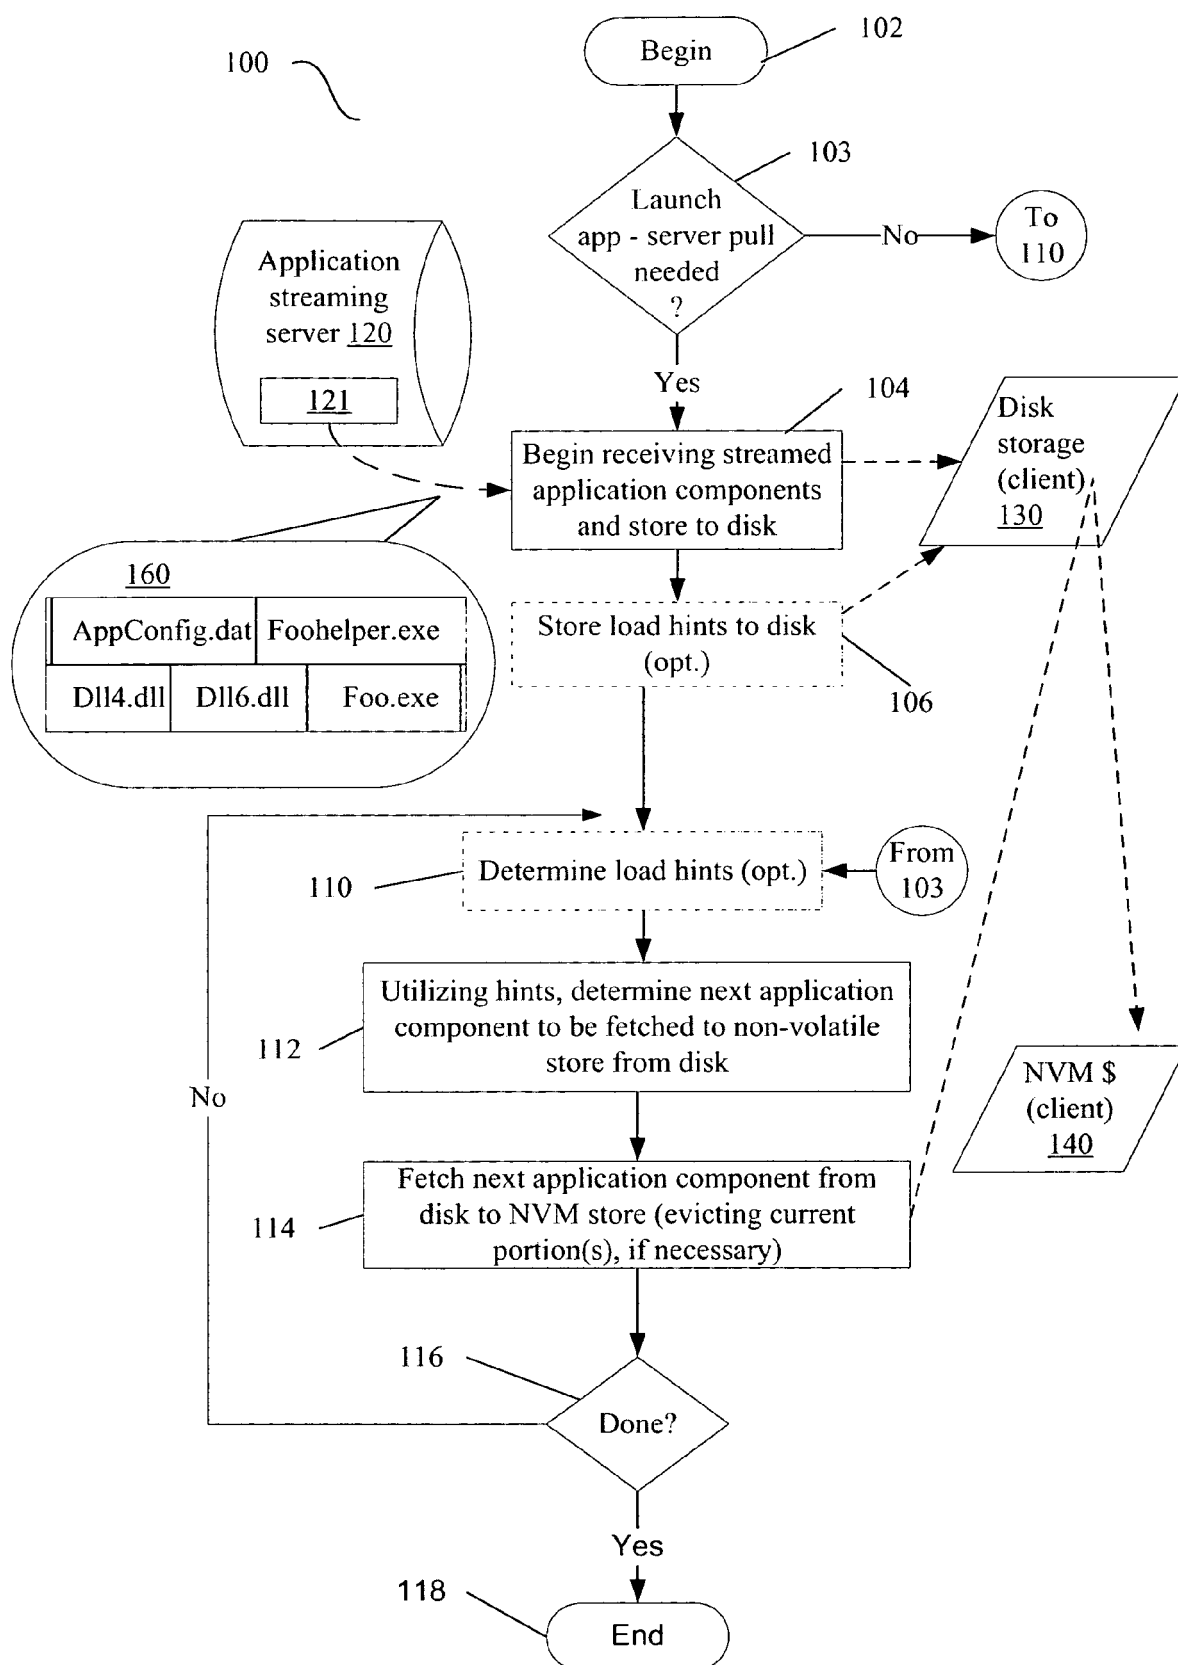 Begin
102
100
103
Launch
app - server pull
needed
?
No
To
110
Application
streaming
server 120
121
Yes
104
Begin receiving streamed
application components
and store to disk
Disk
storage
(client)
130
160
AppConfig.dat
Foohelper.exe
Dll4.dll
Dll6.dll
Foo.exe
Store load hints to disk
(opt.)
106
110
Determine load hints (opt.)
From
103
112
Utilizing hints, determine next application
component to be fetched to non-volatile
store from disk
No
NVM $
(client)
140
114
Fetch next application component from
disk to NVM store (evicting current
portion(s), if necessary)
116
Done?
Yes
118
End